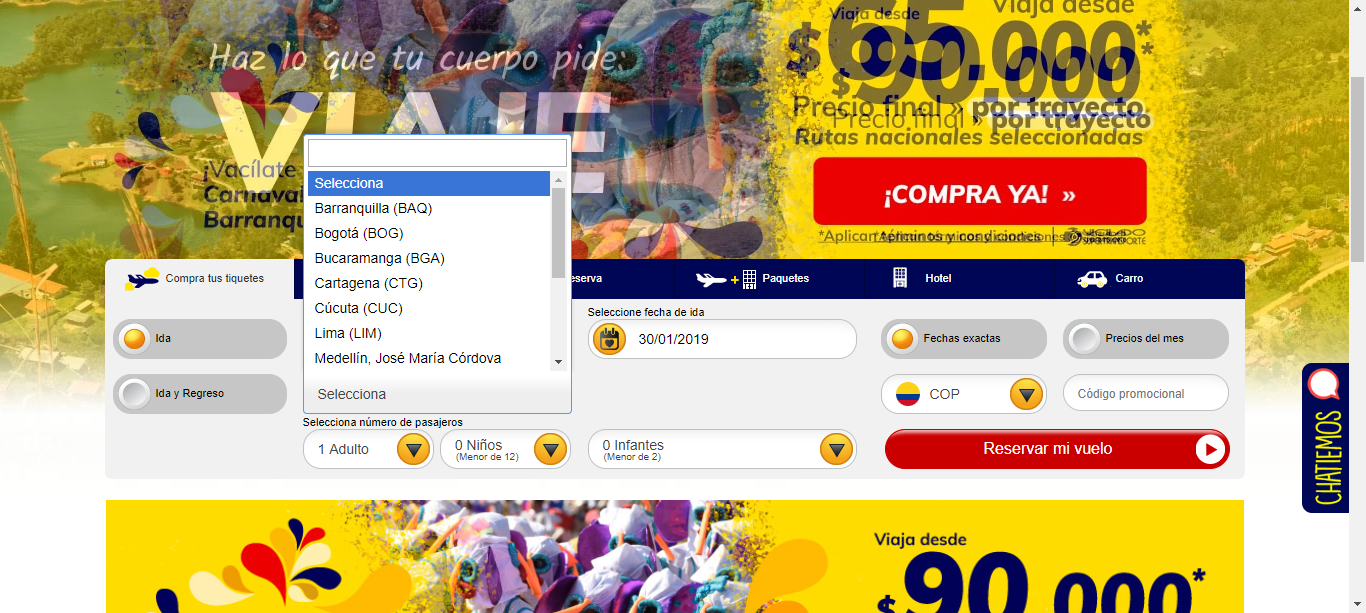 Viaja desde
Viaja desde
Haz lo que tu cuerpo pide:
$65.000*
$90.000*
VIAJE
Precio final » por trayecto
Precio final » por trayecto
Rutas nacionales seleccionadas
¡Vacílate
Carnaval
Barranqu
¡COMPRA YA! »
*Aplican términos y condiciones
Selecciona
Barranquilla (BAQ)
Bogotá (BOG)
Bucaramanga (BGA)
Cartagena (CTG)
Cúcuta (CUC)
Lima (LIM)
Medellín, José María Córdova
Selecciona
Compra tus tiquetes
eserva
Paquetes
Hotel
Carro
Seleccione fecha de ida
Ida
30/01/2019
Fechas exactas
Precios del mes
Ida y Regreso
COP
Código promocional
Selecciona número de pasajeros
1 Adulto
0 Niños
(Menor de 12)
0 Infantes
(Menor de 2)
Reservar mi vuelo
CHATIEMOS
Viaja desde
$90.000*